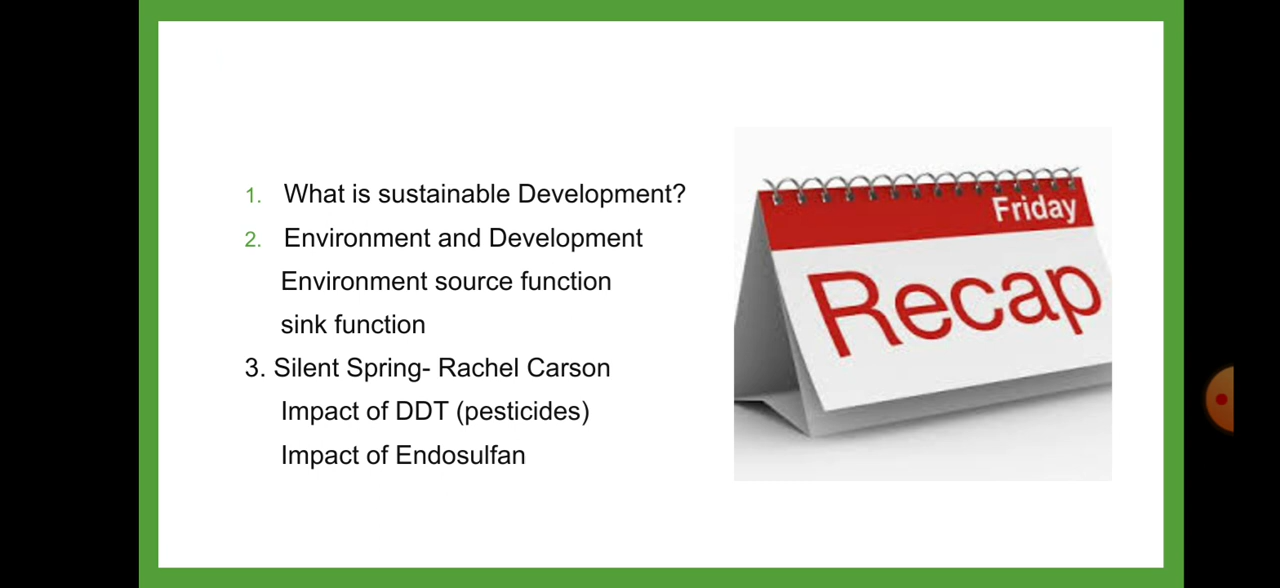 1. What is sustainable Development?
2. Environment and Development
Environment source function
sink function
3. Silent Spring- Rachel Carson
Impact of DDT (pesticides)
Impact of Endosulfan
Friday
Recap